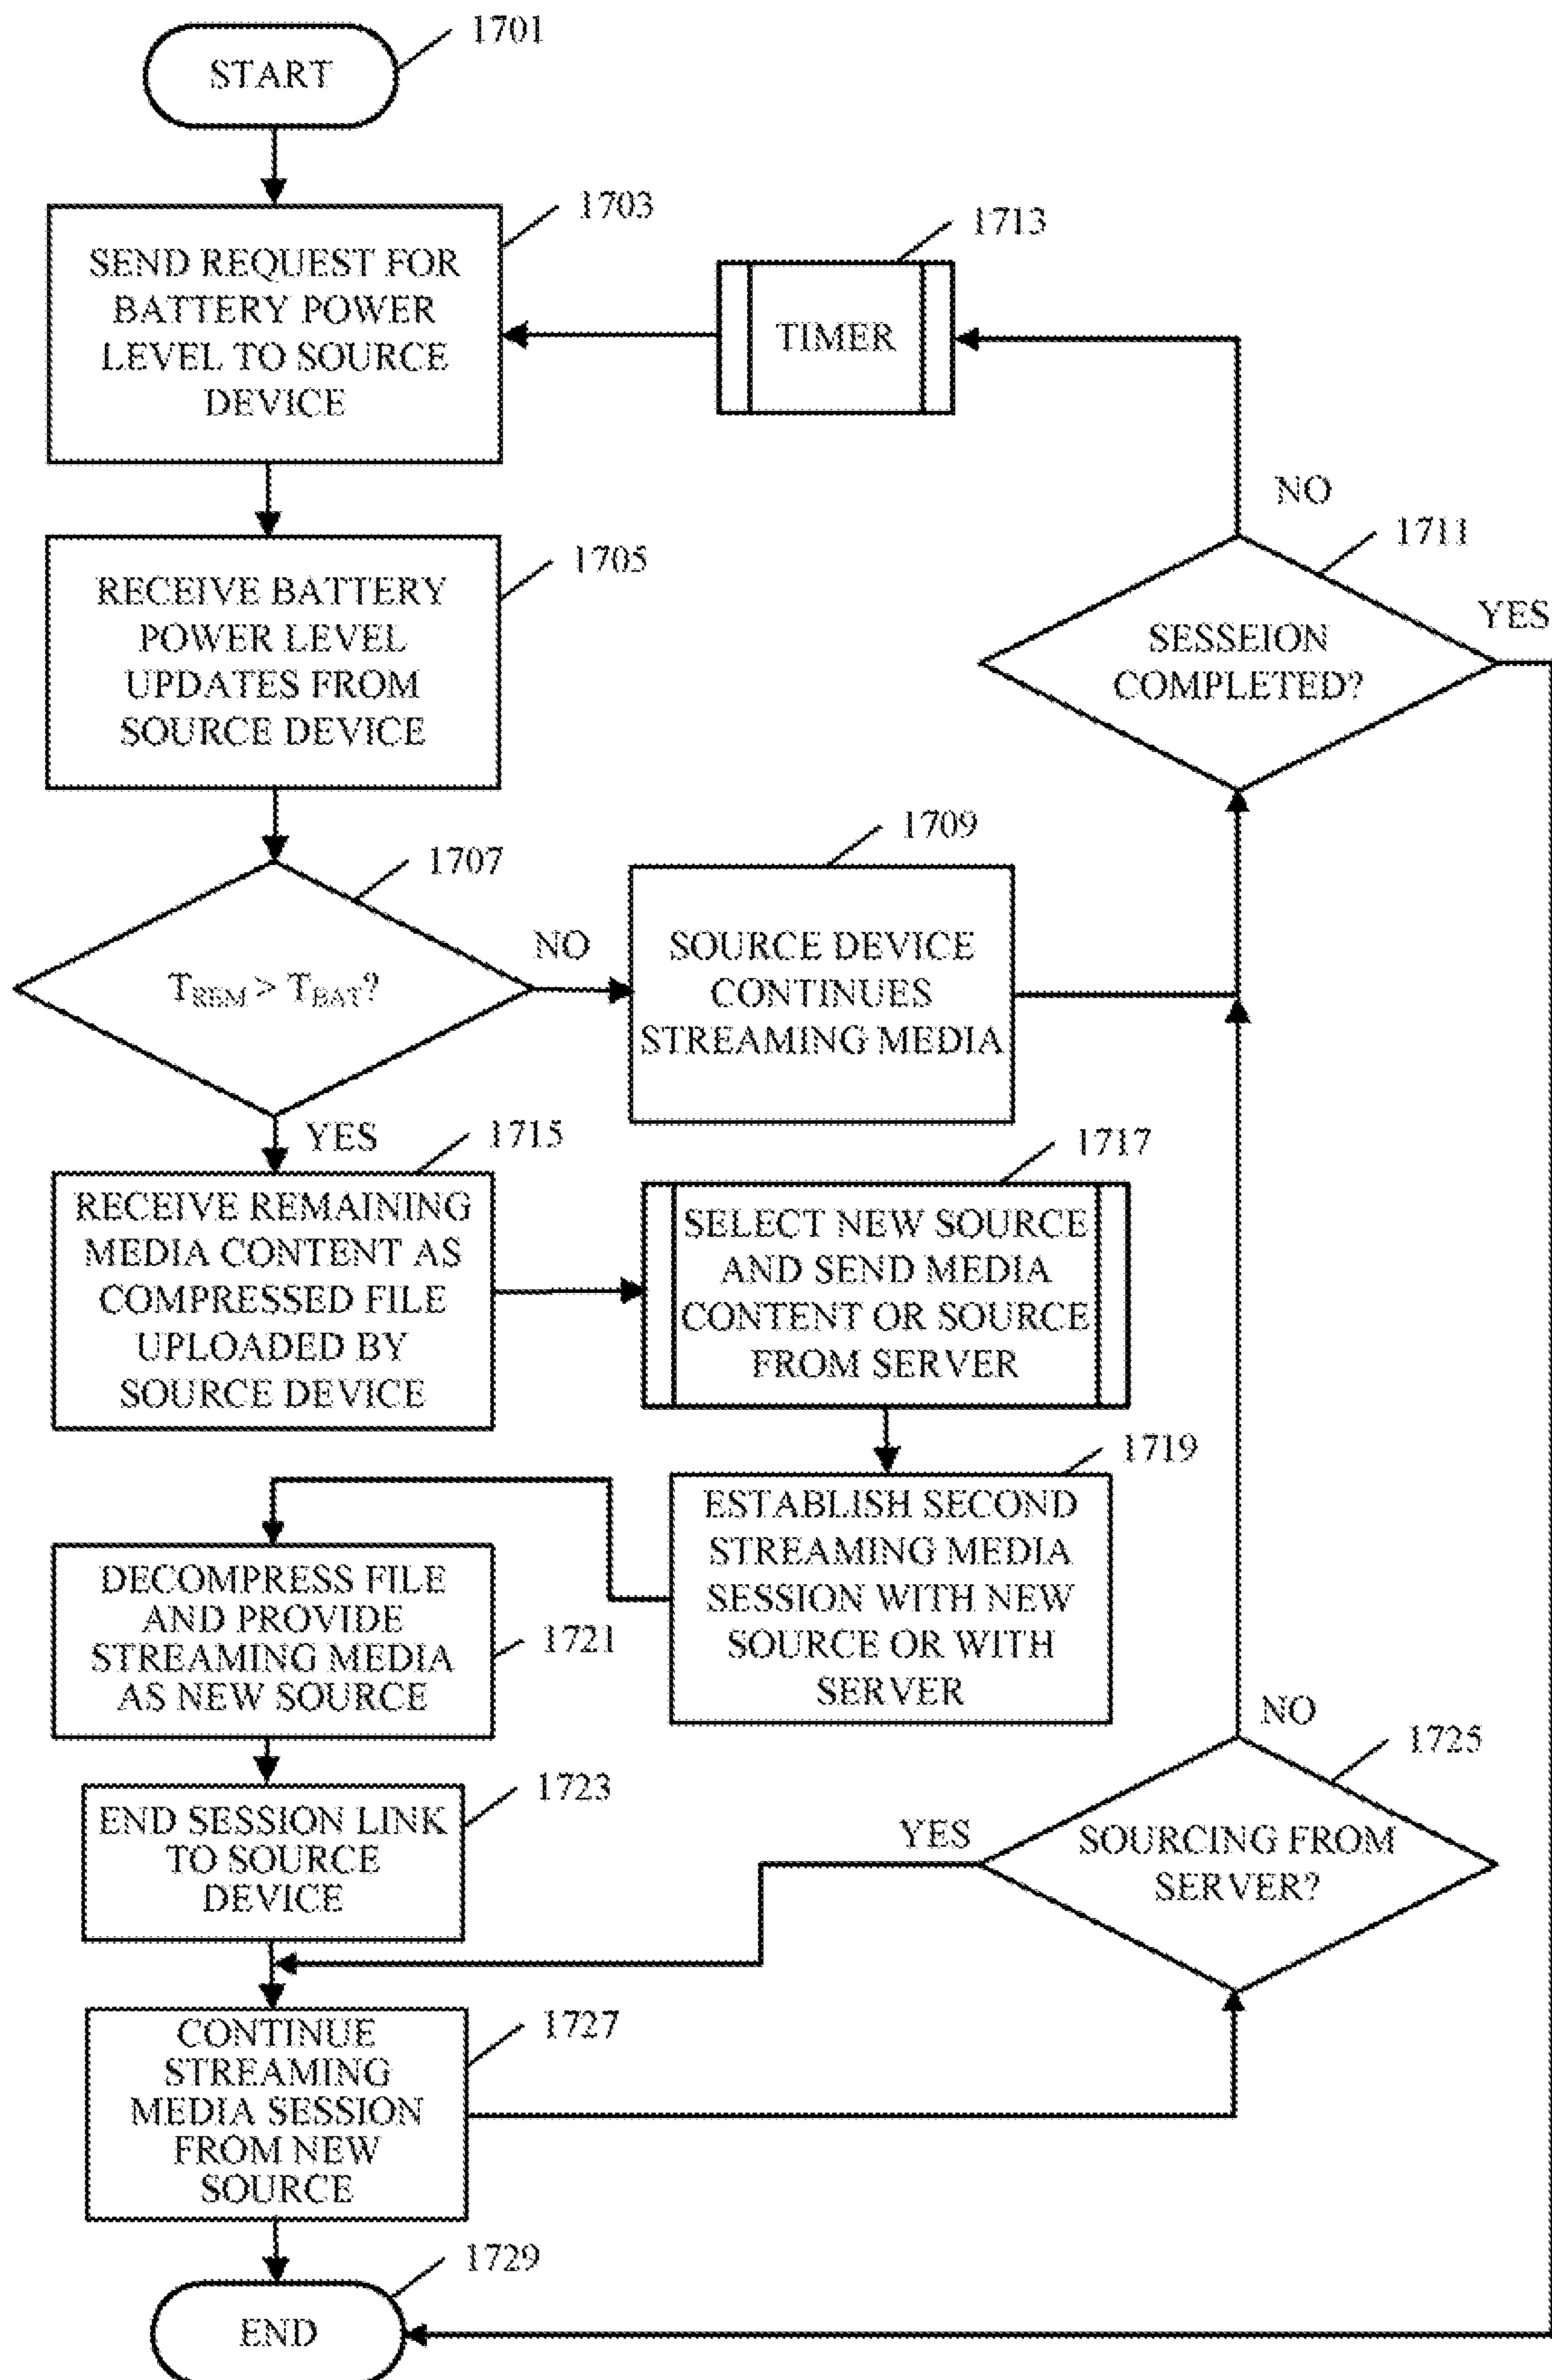 1701
START
1703
SEND REQUEST FOR
BATTERY POWER
LEVEL TO SOURCE
DEVICE
1713
TIMER
NO
1711
1705
RECEIVE BATTERY
POWER LEVEL
UPDATES FROM
SOURCE DEVICE
SESSEION
COMPLETED?
YES
1707
TREM > TBAT?
NO
1709
SOURCE DEVICE
CONTINUES
STREAMING MEDIA
YES
1715
RECEIVE REMAINING
MEDIA CONTENT AS
COMPRESSED FILE
UPLOADED BY
SOURCE DEVICE
1717
SELECT NEW SOURCE
AND SEND MEDIA
CONTENT OR SOURCE
FROM SERVER
1719
ESTABLISH SECOND
STREAMING MEDIA
SESSION WITH NEW
SOURCE OR WITH
SERVER
DECOMPRESS FILE
AND PROVIDE
STREAMING MEDIA
AS NEW SOURCE
1721
NO
1725
1723
END SESSION LINK
TO SOURCE
DEVICE
YES
SOURCING FROM
SERVER?
1727
CONTINUE
STREAMING
MEDIA SESSION
FROM NEW
SOURCE
1729
END